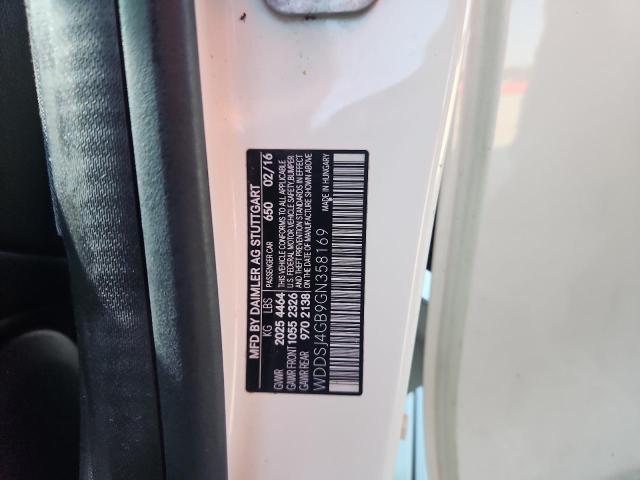 MFD BY DAIMLER AG STUTTGART
KG LBS PASSENGER CAR 650 02/16
GVWR 2025 4464 THIS VEHICLE CONFORMS TO ALL APPLICABLE
GAWR FRONT 1055 2326 U.S. FEDERAL MOTOR VEHICLE SAFETY, BUMPER,
GAWR REAR 970 2138 AND THEFT PREVENTION STANDARDS IN EFFECT
ON THE DATE OF MANUFACTURE SHOWN ABOVE
WDDSJ4GB9GN358169 MADE IN HUNGARY